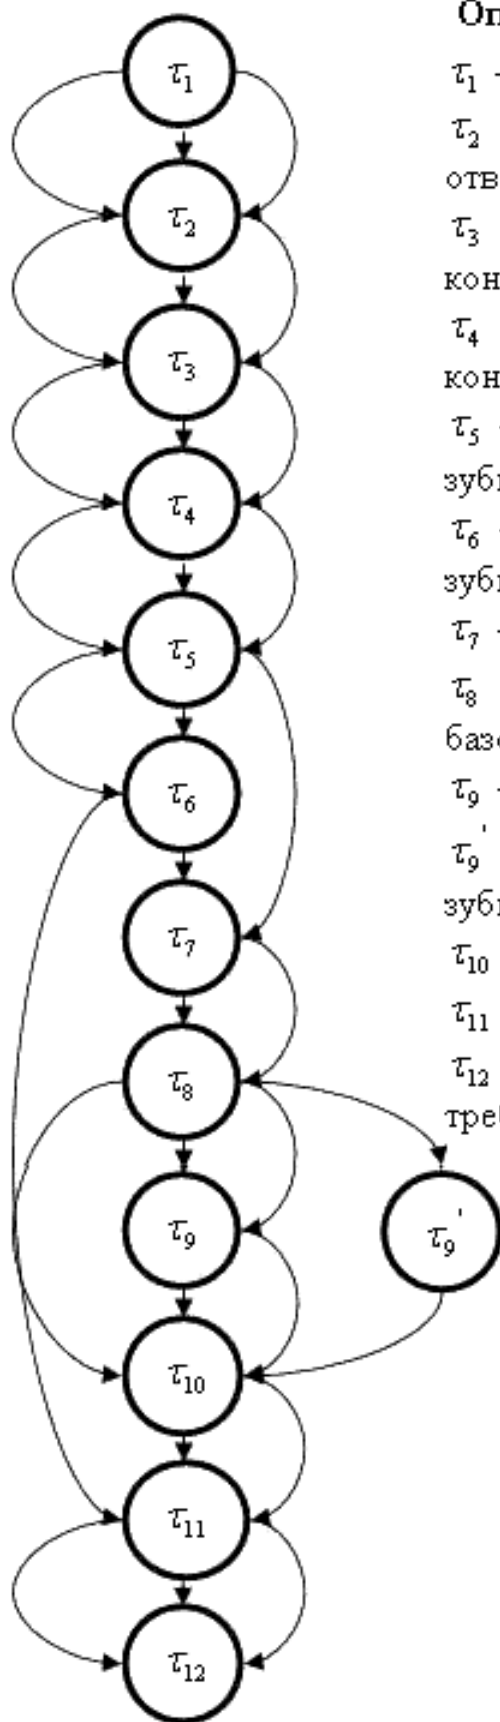 Оп
τ1 -
τ2
отв
τ3
кон
τ4
кон
τ5 -
зуб
τ6 -
зуб
τ7 -
τ8
баз
τ9 -
τ9'
зуб
τ10
τ11
τ12
треб
τ1
τ2
τ3
τ4
τ5
τ6
τ7
τ8
τ9
τ9'
τ10
τ11
τ12